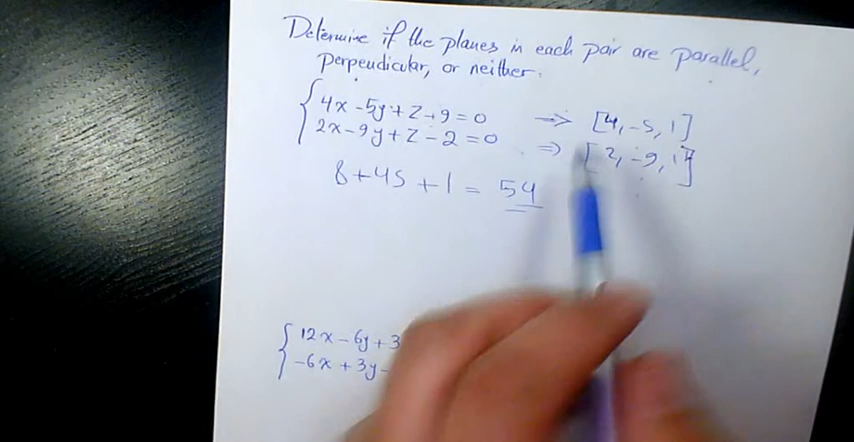 Determine if the planes in each pair are parallel,
perpendicular, or neither.
4x - 5y + z + 9 = 0 → [4, -5, 1]
2x - 9y + z - 2 = 0 ⇒ [2, -9, 1]
8 + 45 + 1 = 54
12x - 6y + 3
-6x + 3y -